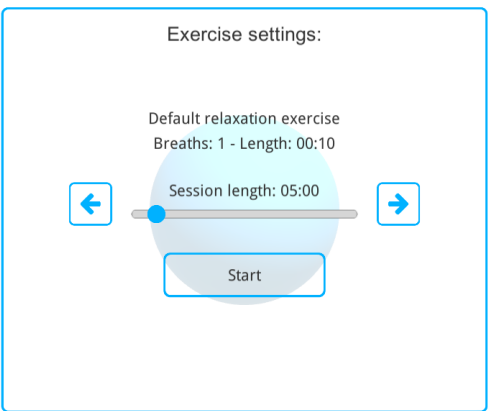 Exercise settings:
Default relaxation exercise
Breaths: 1 - Length: 00:10
Session length: 05:00
Start